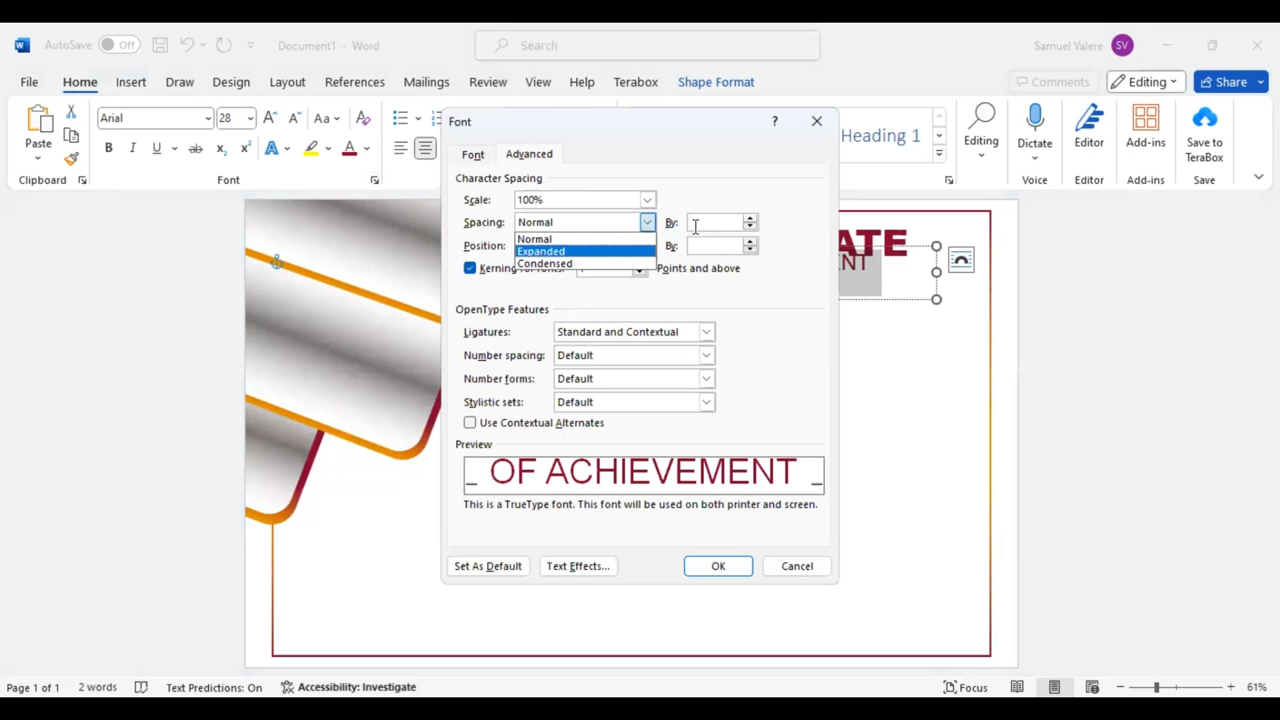 AutoSave Off Document1 - Word Search Samuel Valere SV
File Home Insert Draw Design Layout References Mailings Review View Help Terabox Shape Format Comments Editing Share
Arial 28 Aa
Paste B I U ab x₂ x² A A Heading 1 Editing Dictate Editor Add-ins Save to TeraBox
Clipboard Font Voice Editor Add-ins Save
Font
Font Advanced
Character Spacing
Scale: 100%
Spacing: Normal By:
Normal
Expanded
Condensed
Position: By:
Kerning for fonts: Points and above
OpenType Features
Ligatures: Standard and Contextual
Number spacing: Default
Number forms: Default
Stylistic sets: Default
Use Contextual Alternates
Preview
OF ACHIEVEMENT
This is a TrueType font. This font will be used on both printer and screen.
Set As Default Text Effects... OK Cancel
ATE
ENT
Page 1 of 1 2 words Text Predictions: On Accessibility: Investigate Focus 61%